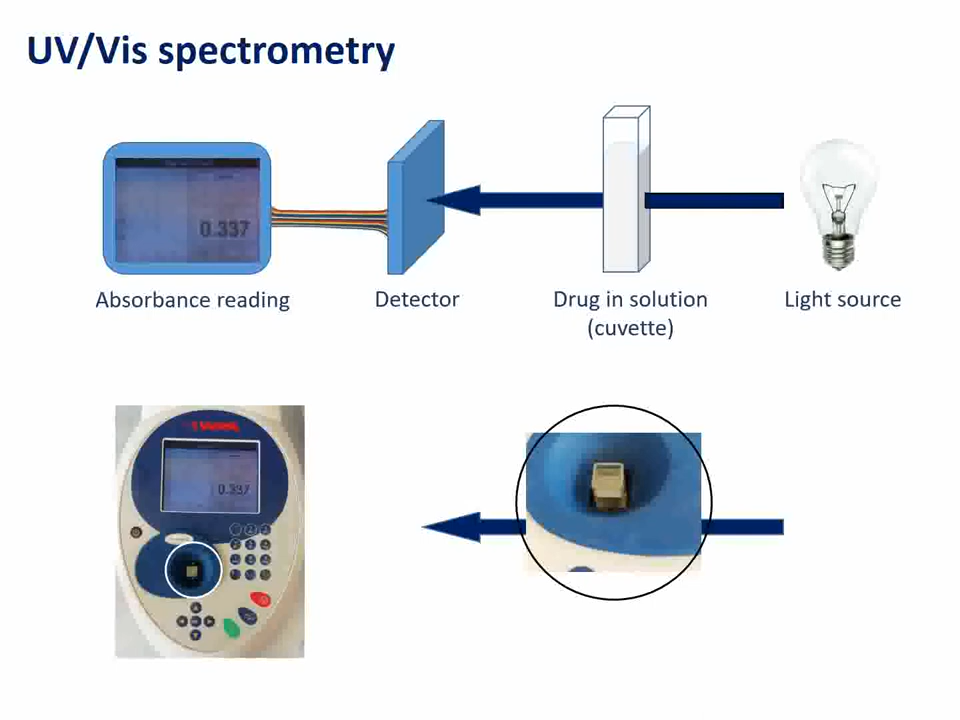 UV/Vis spectrometry
0.337
Absorbance reading
Detector
Drug in solution
(cuvette)
Light source
0.337